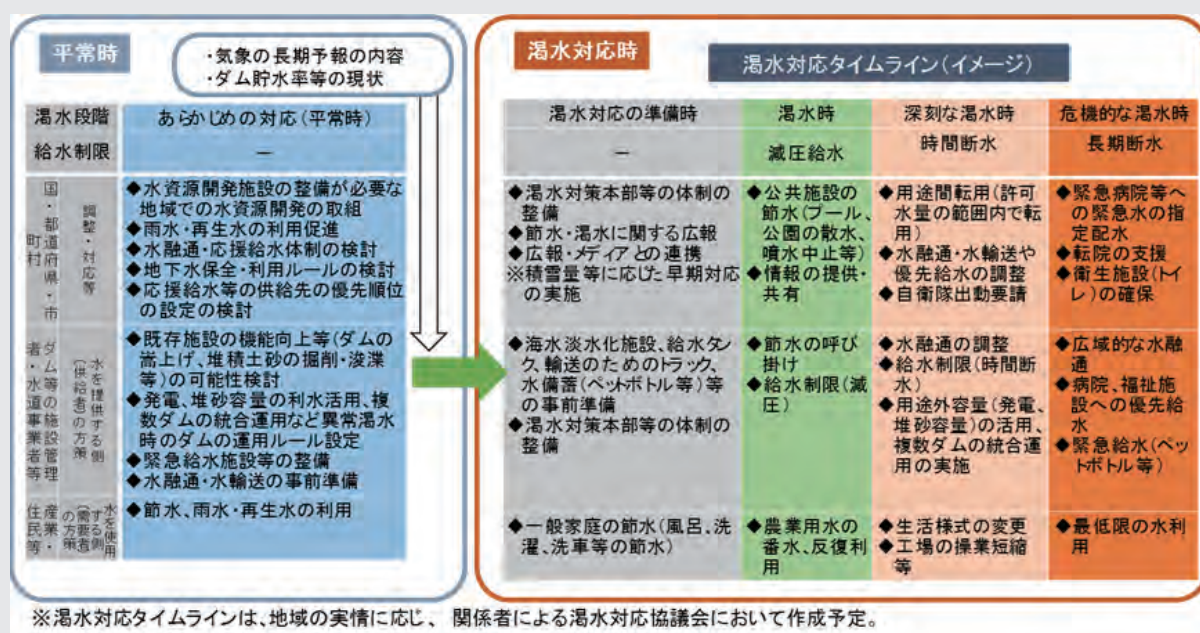 平常時
・気象の長期予報の内容
・ダム貯水率等の現状
渇水段階
あらかじめの対応（平常時）
給水制限
－
国・都道府県・市町村
調整・対応等
◆水資源開発施設の整備が必要な
地域での水資源開発の取組
◆雨水・再生水の利用促進
◆水融通・応援給水体制の検討
◆地下水保全・利用ルールの検討
◆応援給水等の供給先の優先順位
の設定の検討
ダム等の施設管理
者・水道事業者等
水を提供する側
（供給者）の方策
◆既存施設の機能向上等（ダムの
嵩上げ、堆積土砂の掘削・浚渫
等）の可能性検討
◆発電、堆砂容量の利水活用、複
数ダムの統合運用など異常渇水
時のダムの運用ルール設定
◆緊急給水施設等の整備
◆水融通・水輸送の事前準備
産業・
住民等
水を使用
する側
（需要者）
の方策
◆節水、雨水・再生水の利用
渇水対応時
渇水対応タイムライン（イメージ）
渇水対応の準備時
－
◆渇水対策本部等の体制の
整備
◆節水・渇水に関する広報
◆広報・メディアとの連携
※積雪量等に応じた早期対応
の実施
◆海水淡水化施設、給水タン
ク、輸送のためのトラック、
水備蓄（ペットボトル等）等
の事前準備
◆渇水対策本部等の体制の
整備
◆一般家庭の節水（風呂、洗
濯、洗車等の節水）
渇水時
減圧給水
◆公共施設の
節水（プール、
公園の散水、
噴水中止等）
◆情報の提供・
共有
◆節水の呼び
掛け
◆給水制限（減
圧）
◆農業用水の
番水、反復利
用
深刻な渇水時
時間断水
◆用途間転用（許可
水量の範囲内で転
用）
◆水融通・水輸送や
優先給水の調整
◆自衛隊出動要請
◆水融通の調整
◆給水制限（時間断
水）
◆用途外容量（発電、
堆砂容量）の活用、
複数ダムの統合運
用の実施
◆生活様式の変更
◆工場の操業短縮
等
危機的な渇水時
長期断水
◆緊急病院等へ
の緊急水の指
定配水
◆転院の支援
◆衛生施設（トイ
レ）の確保
◆広域的な水融
通
◆病院、福祉施
設への優先給
水
◆緊急給水（ペッ
トボトル等）
◆最低限の水利
用
※渇水対応タイムラインは、地域の実情に応じ、関係者による渇水対応協議会において作成予定。